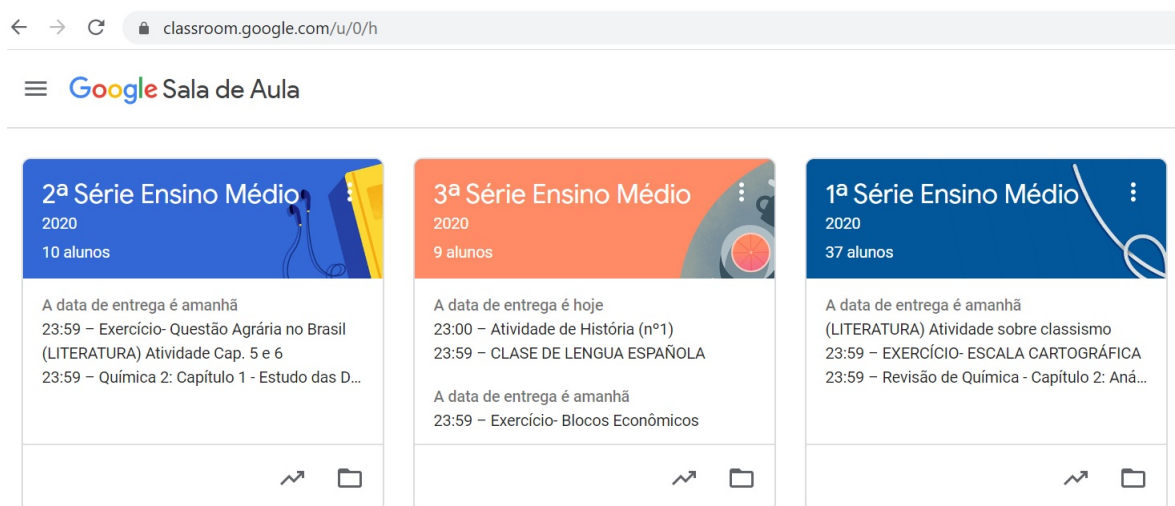 classroom.google.com/u/0/h
Google Sala de Aula
2ª Série Ensino Médio
2020
10 alunos
A data de entrega é amanhã
23:59 – Exercício- Questão Agrária no Brasil
(LITERATURA) Atividade Cap. 5 e 6
23:59 – Química 2: Capítulo 1 - Estudo das D...
3ª Série Ensino Médio
2020
9 alunos
A data de entrega é hoje
23:00 – Atividade de História (nº1)
23:59 – CLASE DE LENGUA ESPAÑOLA
A data de entrega é amanhã
23:59 – Exercício- Blocos Econômicos
1ª Série Ensino Médio
2020
37 alunos
A data de entrega é amanhã
(LITERATURA) Atividade sobre classismo
23:59 – EXERCÍCIO- ESCALA CARTOGRÁFICA
23:59 – Revisão de Química - Capítulo 2: Aná...